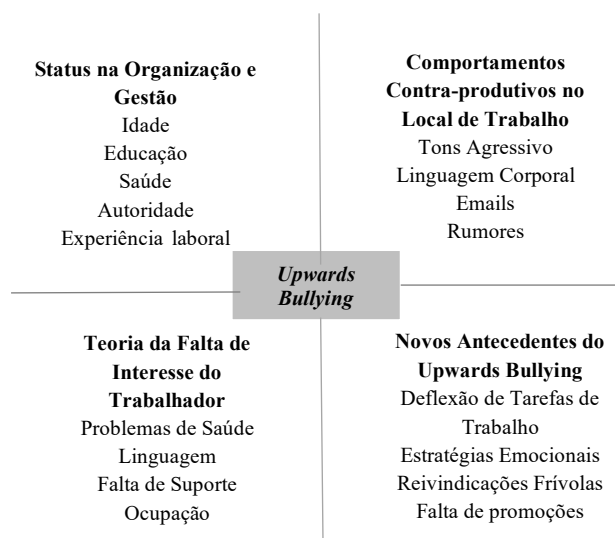 Status na Organização e
Gestão
Idade
Educação
Saúde
Autoridade
Experiência laboral
Comportamentos
Contra-produtivos no
Local de Trabalho
Tons Agressivo
Linguagem Corporal
Emails
Rumores
Upwards
Bullying
Teoria da Falta de
Interesse do
Trabalhador
Problemas de Saúde
Linguagem
Falta de Suporte
Ocupação
Novos Antecedentes do
Upwards Bullying
Deflexão de Tarefas de
Trabalho
Estratégias Emocionais
Reivindicações Frívolas
Falta de promoções